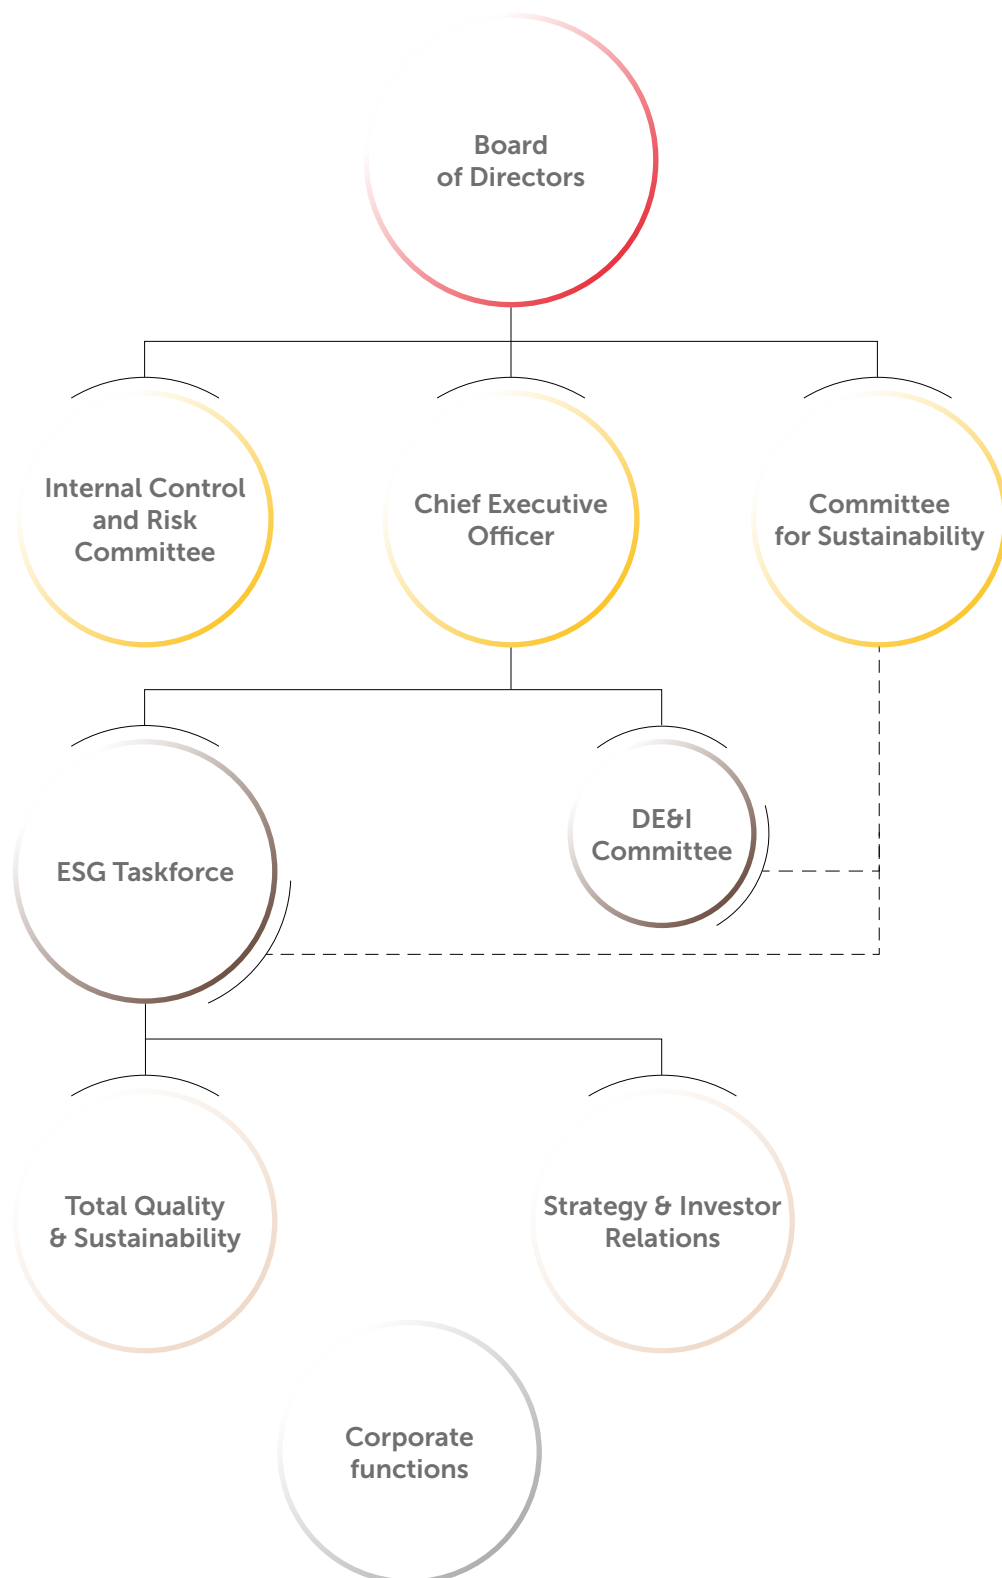 Board
of Directors
Internal Control
and Risk
Committee
Chief Executive
Officer
Committee
for Sustainability
ESG Taskforce
DE&I
Committee
Total Quality
& Sustainability
Strategy & Investor
Relations
Corporate
functions